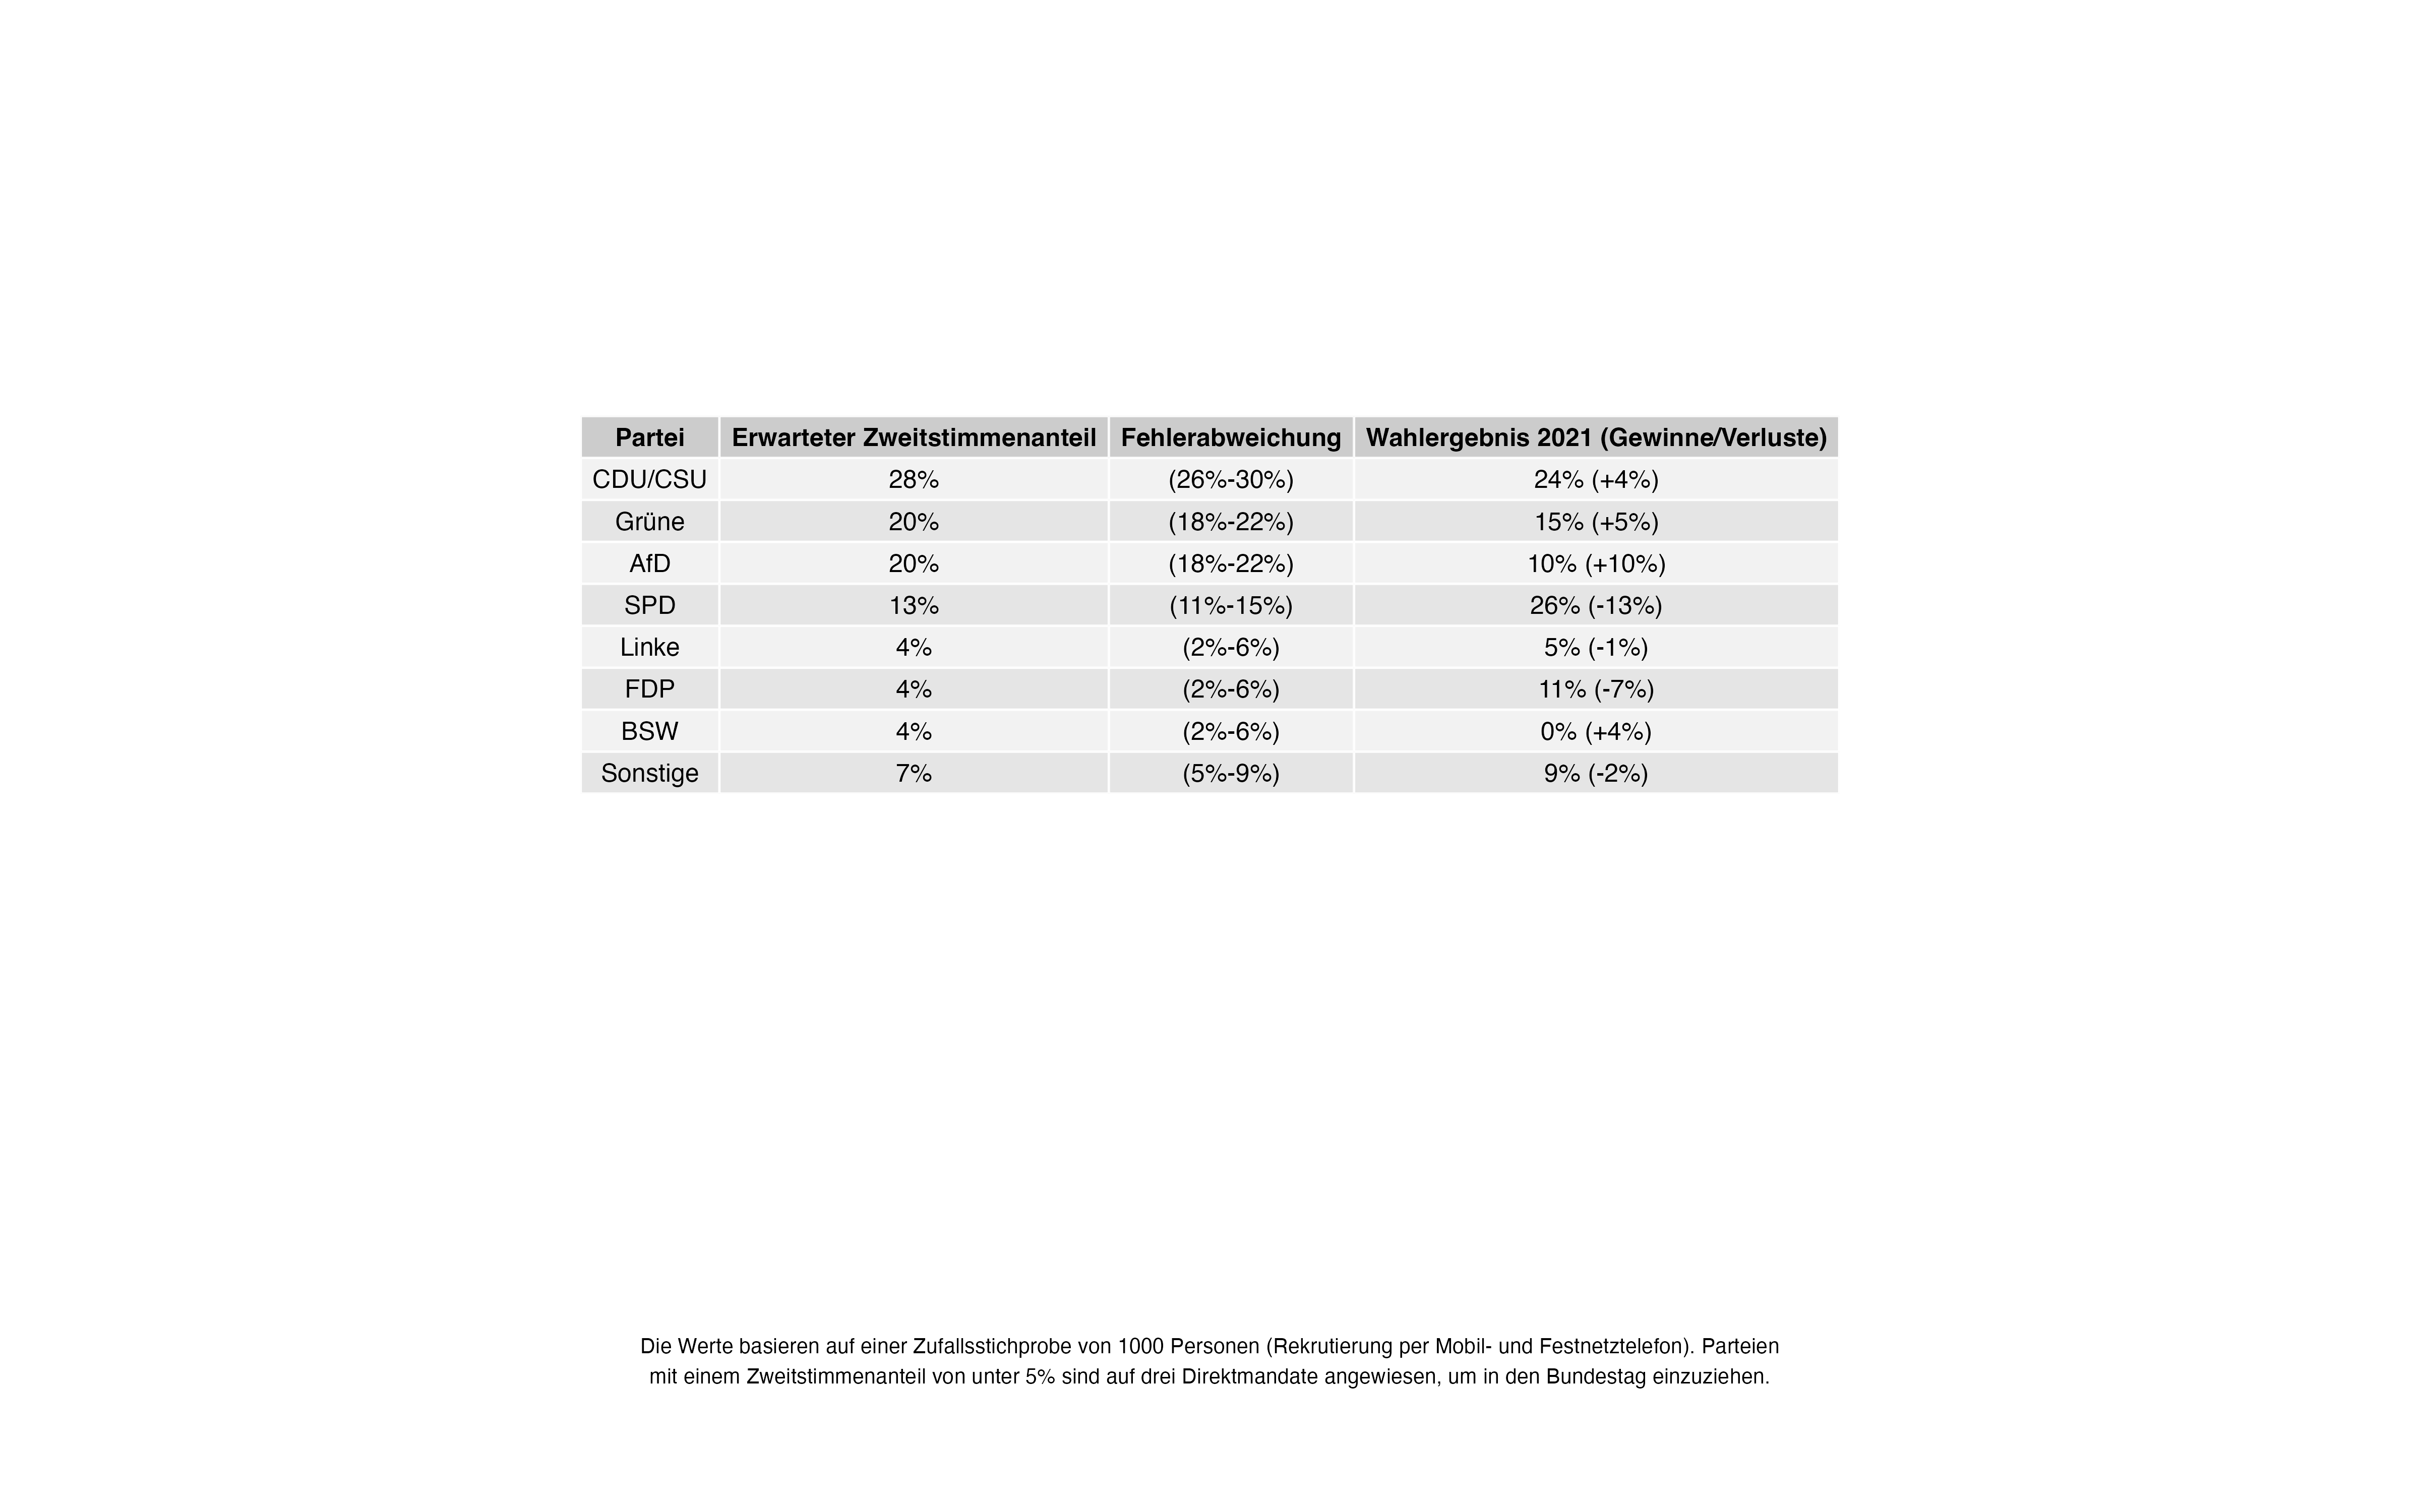 Partei Erwarteter Zweitstimmenanteil Fehlerabweichung Wahlergebnis 2021 (Gewinne/Verluste)
CDU/CSU 28% (26%-30%) 24% (+4%)
Grüne 20% (18%-22%) 15% (+5%)
AfD 20% (18%-22%) 10% (+10%)
SPD 13% (11%-15%) 26% (-13%)
Linke 4% (2%-6%) 5% (-1%)
FDP 4% (2%-6%) 11% (-7%)
BSW 4% (2%-6%) 0% (+4%)
Sonstige 7% (5%-9%) 9% (-2%)
Die Werte basieren auf einer Zufallsstichprobe von 1000 Personen (Rekrutierung per Mobil- und Festnetztelefon). Parteien
mit einem Zweitstimmenanteil von unter 5% sind auf drei Direktmandate angewiesen, um in den Bundestag einzuziehen.